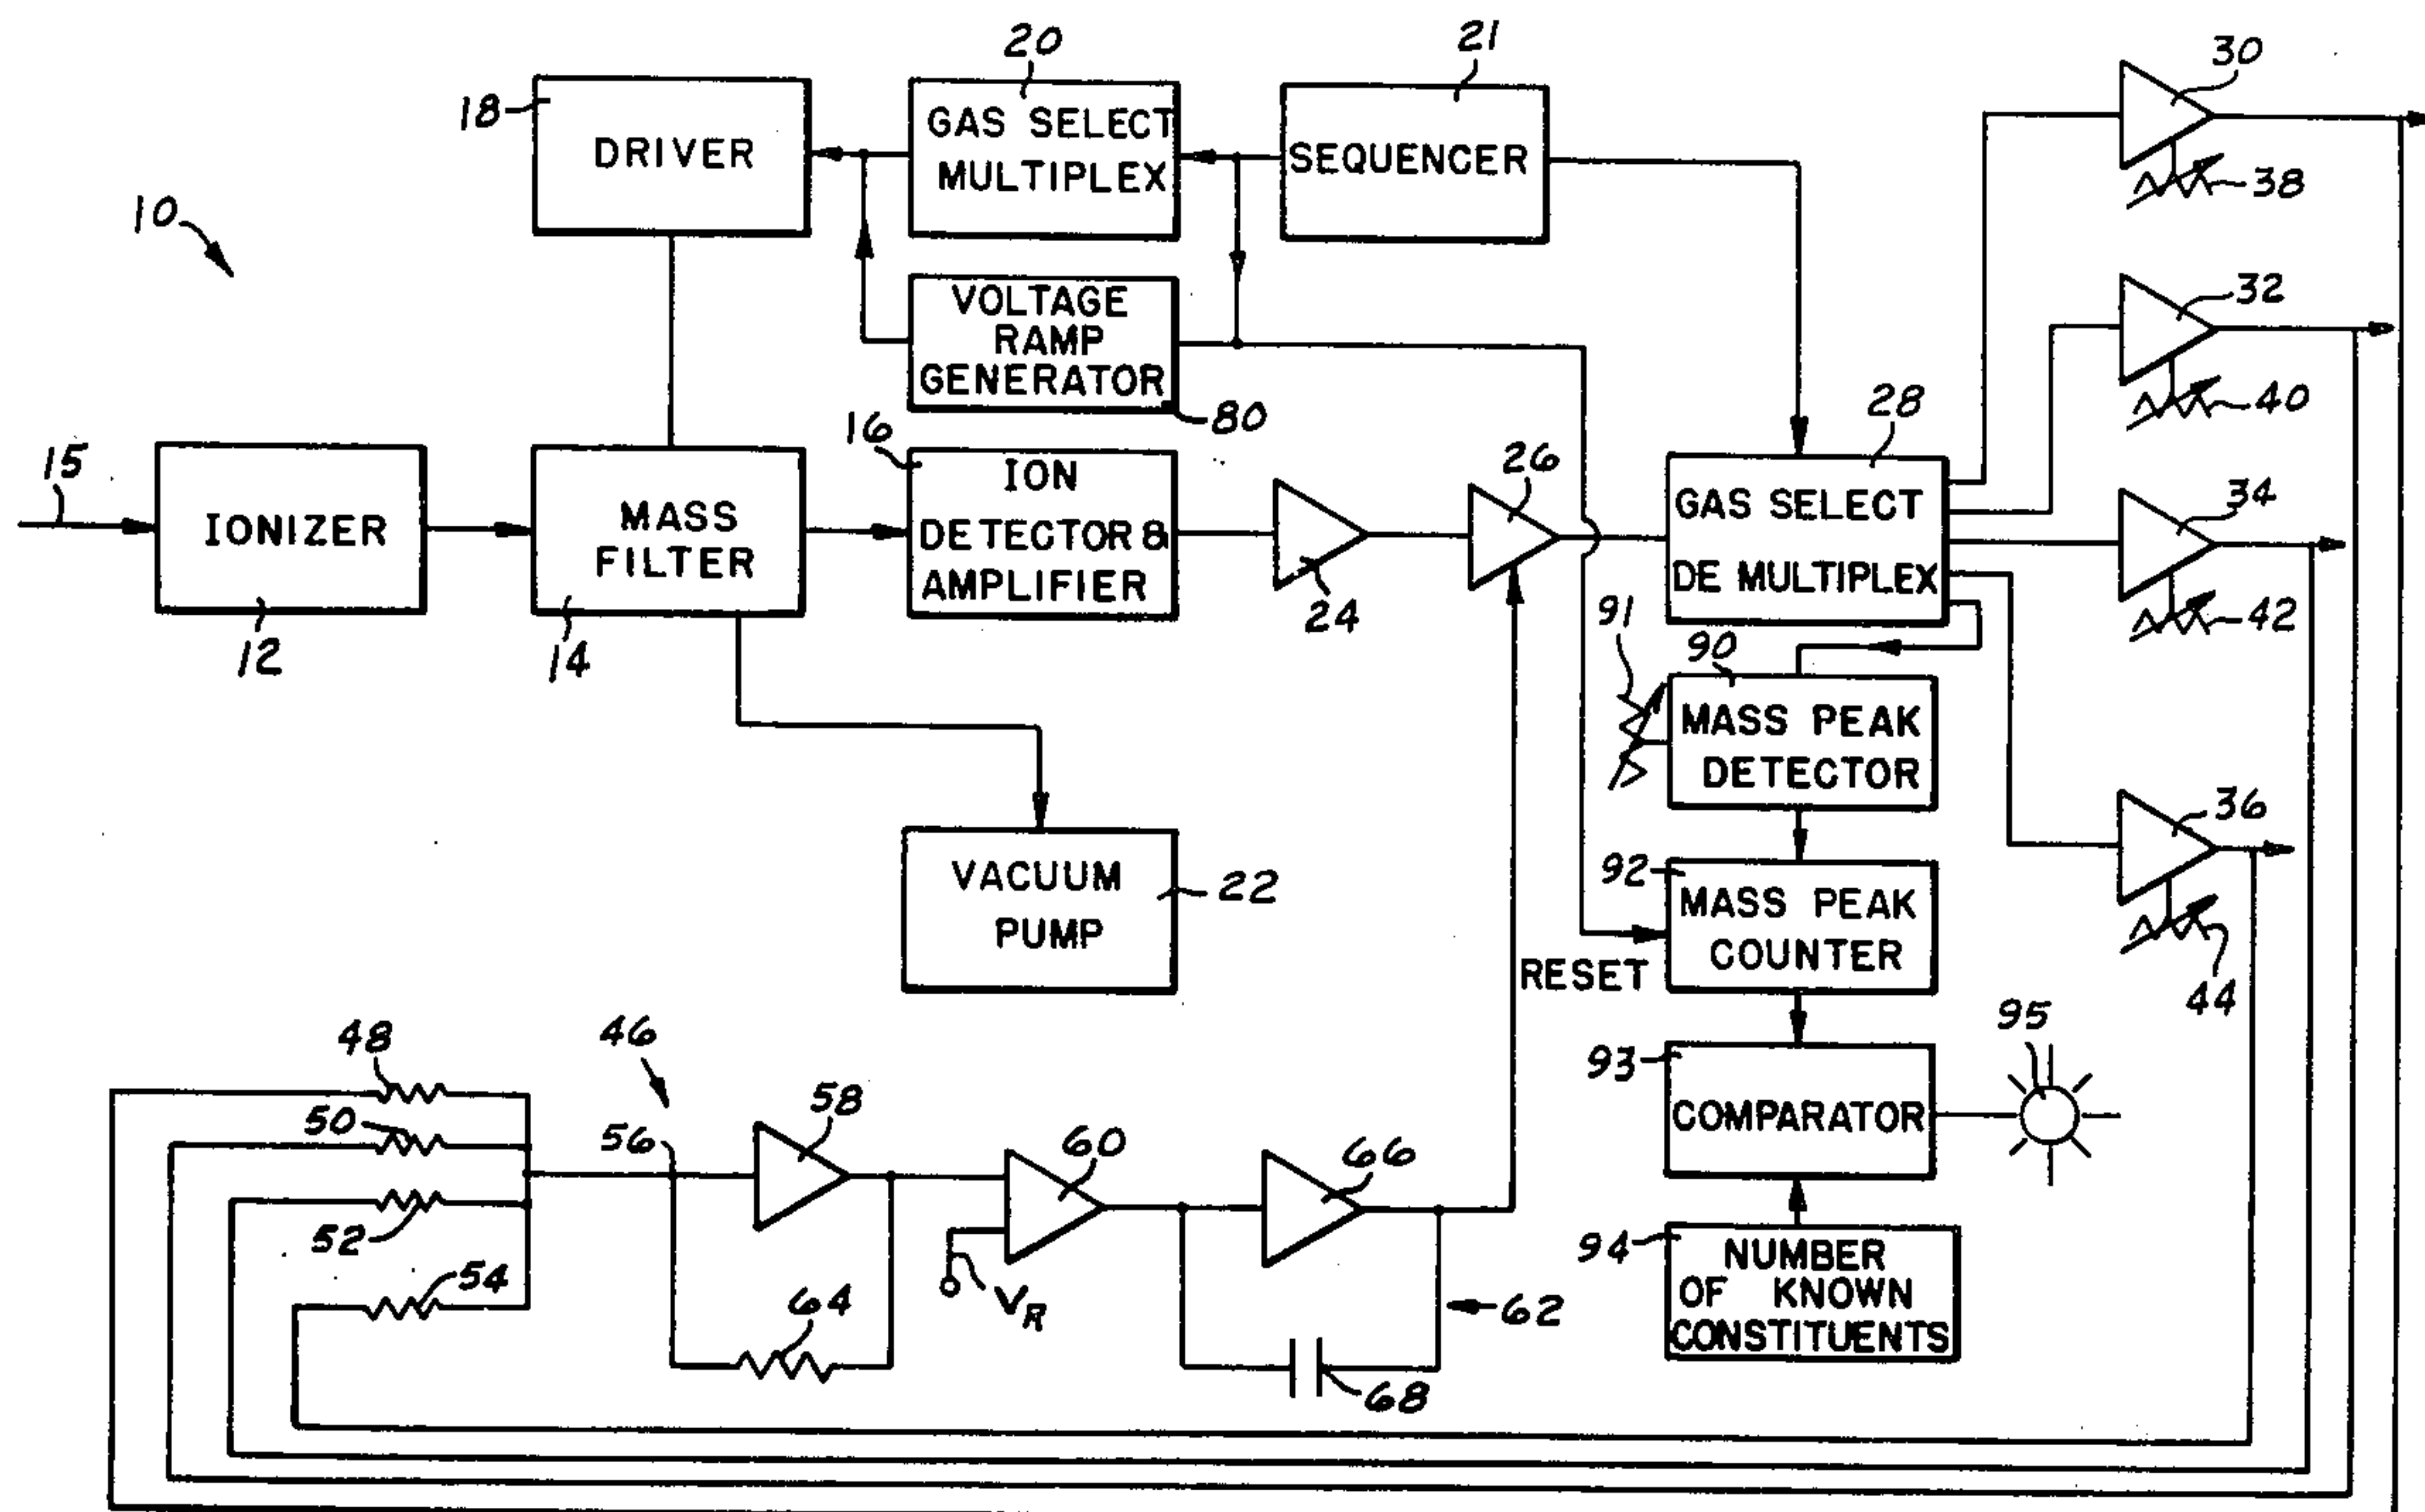 20
21
30
18
DRIVER
GAS SELECT
MULTIPLEX
SEQUENCER
38
10
VOLTAGE
RAMP
GENERATOR
80
32
40
15
16
28
26
34
IONIZER
MASS
FILTER
ION
DETECTOR &
AMPLIFIER
GAS SELECT
DE MULTIPLEX
12
14
24
91
90
42
MASS PEAK
DETECTOR
36
VACUUM
PUMP
22
92
MASS PEAK
COUNTER
RESET
44
48
46
95
50
56
58
60
66
93
COMPARATOR
52
54
64
VR
62
68
94
NUMBER
OF KNOWN
CONSTITUENTS